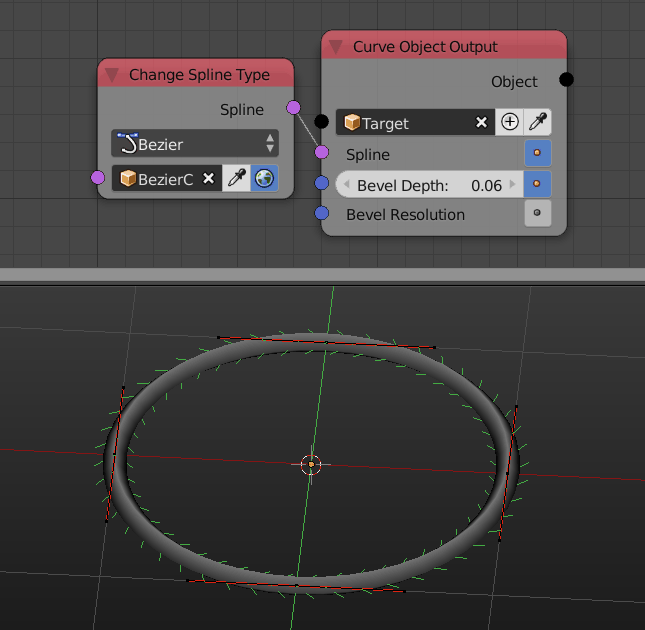 Change Spline Type
Spline
Bezier
BezierC
Curve Object Output
Object
Target
Spline
Bevel Depth: 0.06
Bevel Resolution